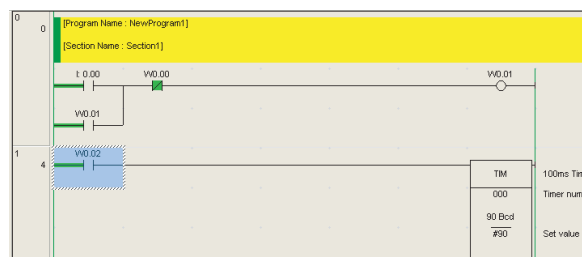 0
0
[Program Name : NewProgram1]
[Section Name : Section1]
I: 0.00 W0.00 W0.01
W0.01
1
4
W0.02
TIM 100ms Tim
000 Timer num
90 Bcd
#90 Set value